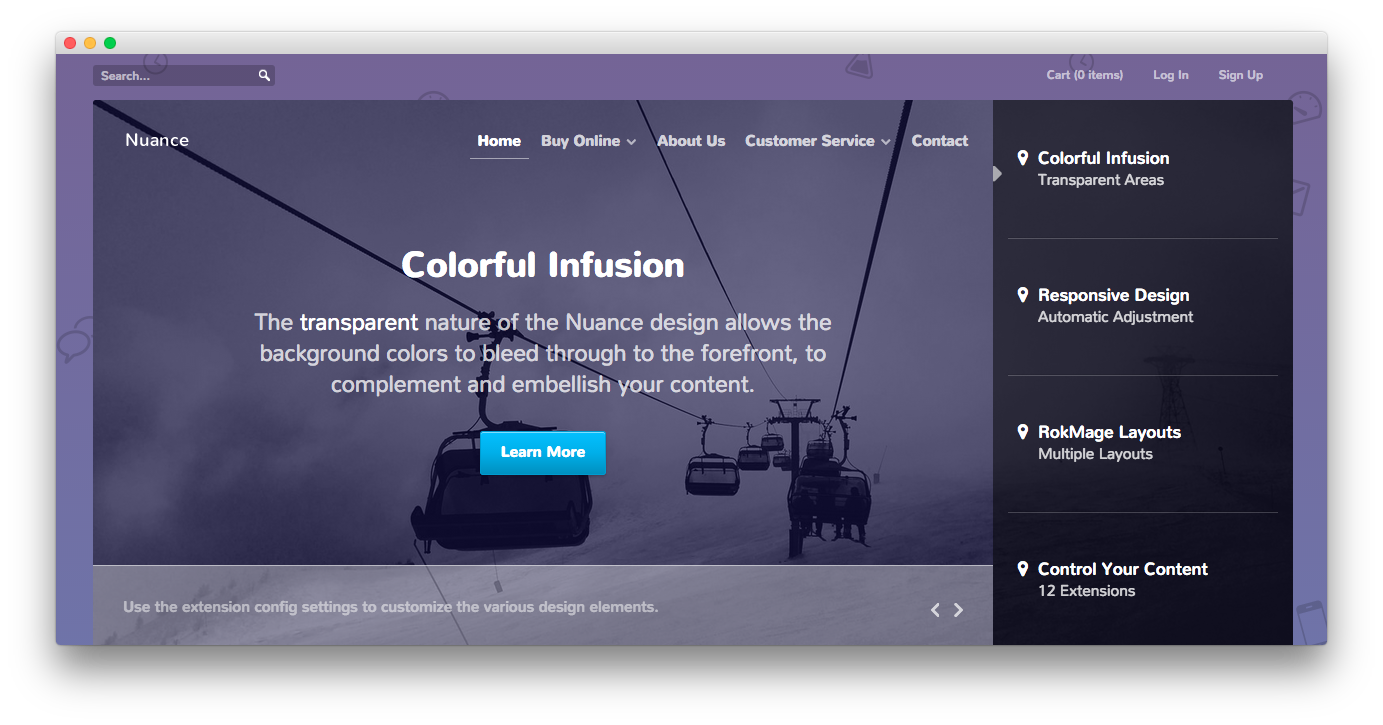 Search...
Cart (0 items) Log In Sign Up
Nuance
Home Buy Online About Us Customer Service Contact
Colorful Infusion
The transparent nature of the Nuance design allows the
background colors to bleed through to the forefront, to
complement and embellish your content.
Learn More
Use the extension config settings to customize the various design elements.
Colorful Infusion
Transparent Areas
Responsive Design
Automatic Adjustment
RokMage Layouts
Multiple Layouts
Control Your Content
12 Extensions